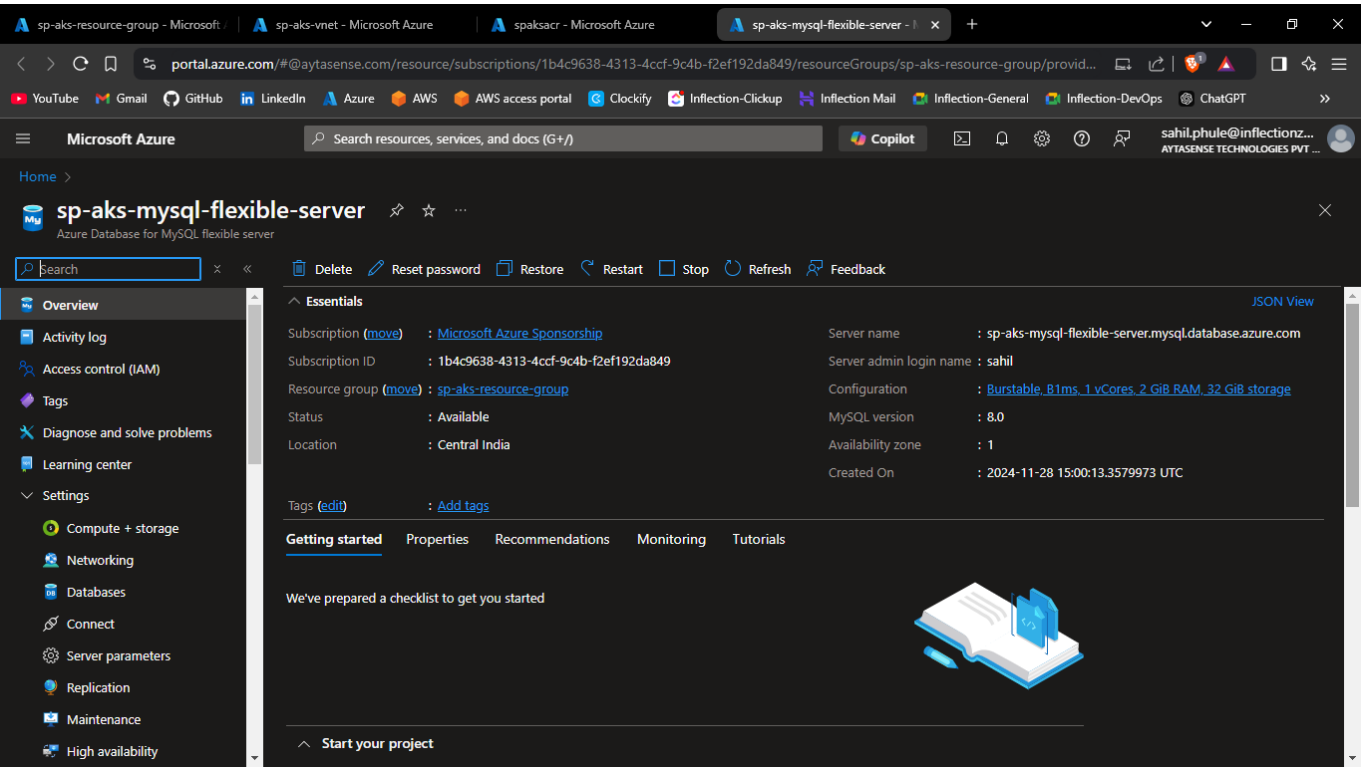 sp-aks-resource-group - Microsoft
sp-aks-vnet - Microsoft Azure
spaksacr - Microsoft Azure
sp-aks-mysql-flexible-server -
portal.azure.com/#@aytasense.com/resource/subscriptions/1b4c9638-4313-4ccf-9c4b-f2ef192da849/resourceGroups/sp-aks-resource-group/provid...
YouTube Gmail GitHub LinkedIn Azure AWS AWS access portal Clockify Inflection-Clickup Inflection Mail Inflection-General Inflection-DevOps ChatGPT
Microsoft Azure
Search resources, services, and docs (G+/)
Copilot
sahil.phule@inflectionz...
AYTASENSE TECHNOLOGIES PVT ...
Home >
sp-aks-mysql-flexible-server
Azure Database for MySQL flexible server
Search
Delete Reset password Restore Restart Stop Refresh Feedback
Overview
Activity log
Access control (IAM)
Tags
Diagnose and solve problems
Learning center
Settings
Compute + storage
Networking
Databases
Connect
Server parameters
Replication
Maintenance
High availability
Essentials
JSON View
Subscription (move) : Microsoft Azure Sponsorship
Subscription ID : 1b4c9638-4313-4ccf-9c4b-f2ef192da849
Resource group (move) : sp-aks-resource-group
Status : Available
Location : Central India
Server name : sp-aks-mysql-flexible-server.mysql.database.azure.com
Server admin login name : sahil
Configuration : Burstable, B1ms, 1 vCores, 2 GiB RAM, 32 GiB storage
MySQL version : 8.0
Availability zone : 1
Created On : 2024-11-28 15:00:13.3579973 UTC
Tags (edit) : Add tags
Getting started Properties Recommendations Monitoring Tutorials
We've prepared a checklist to get you started
Start your project